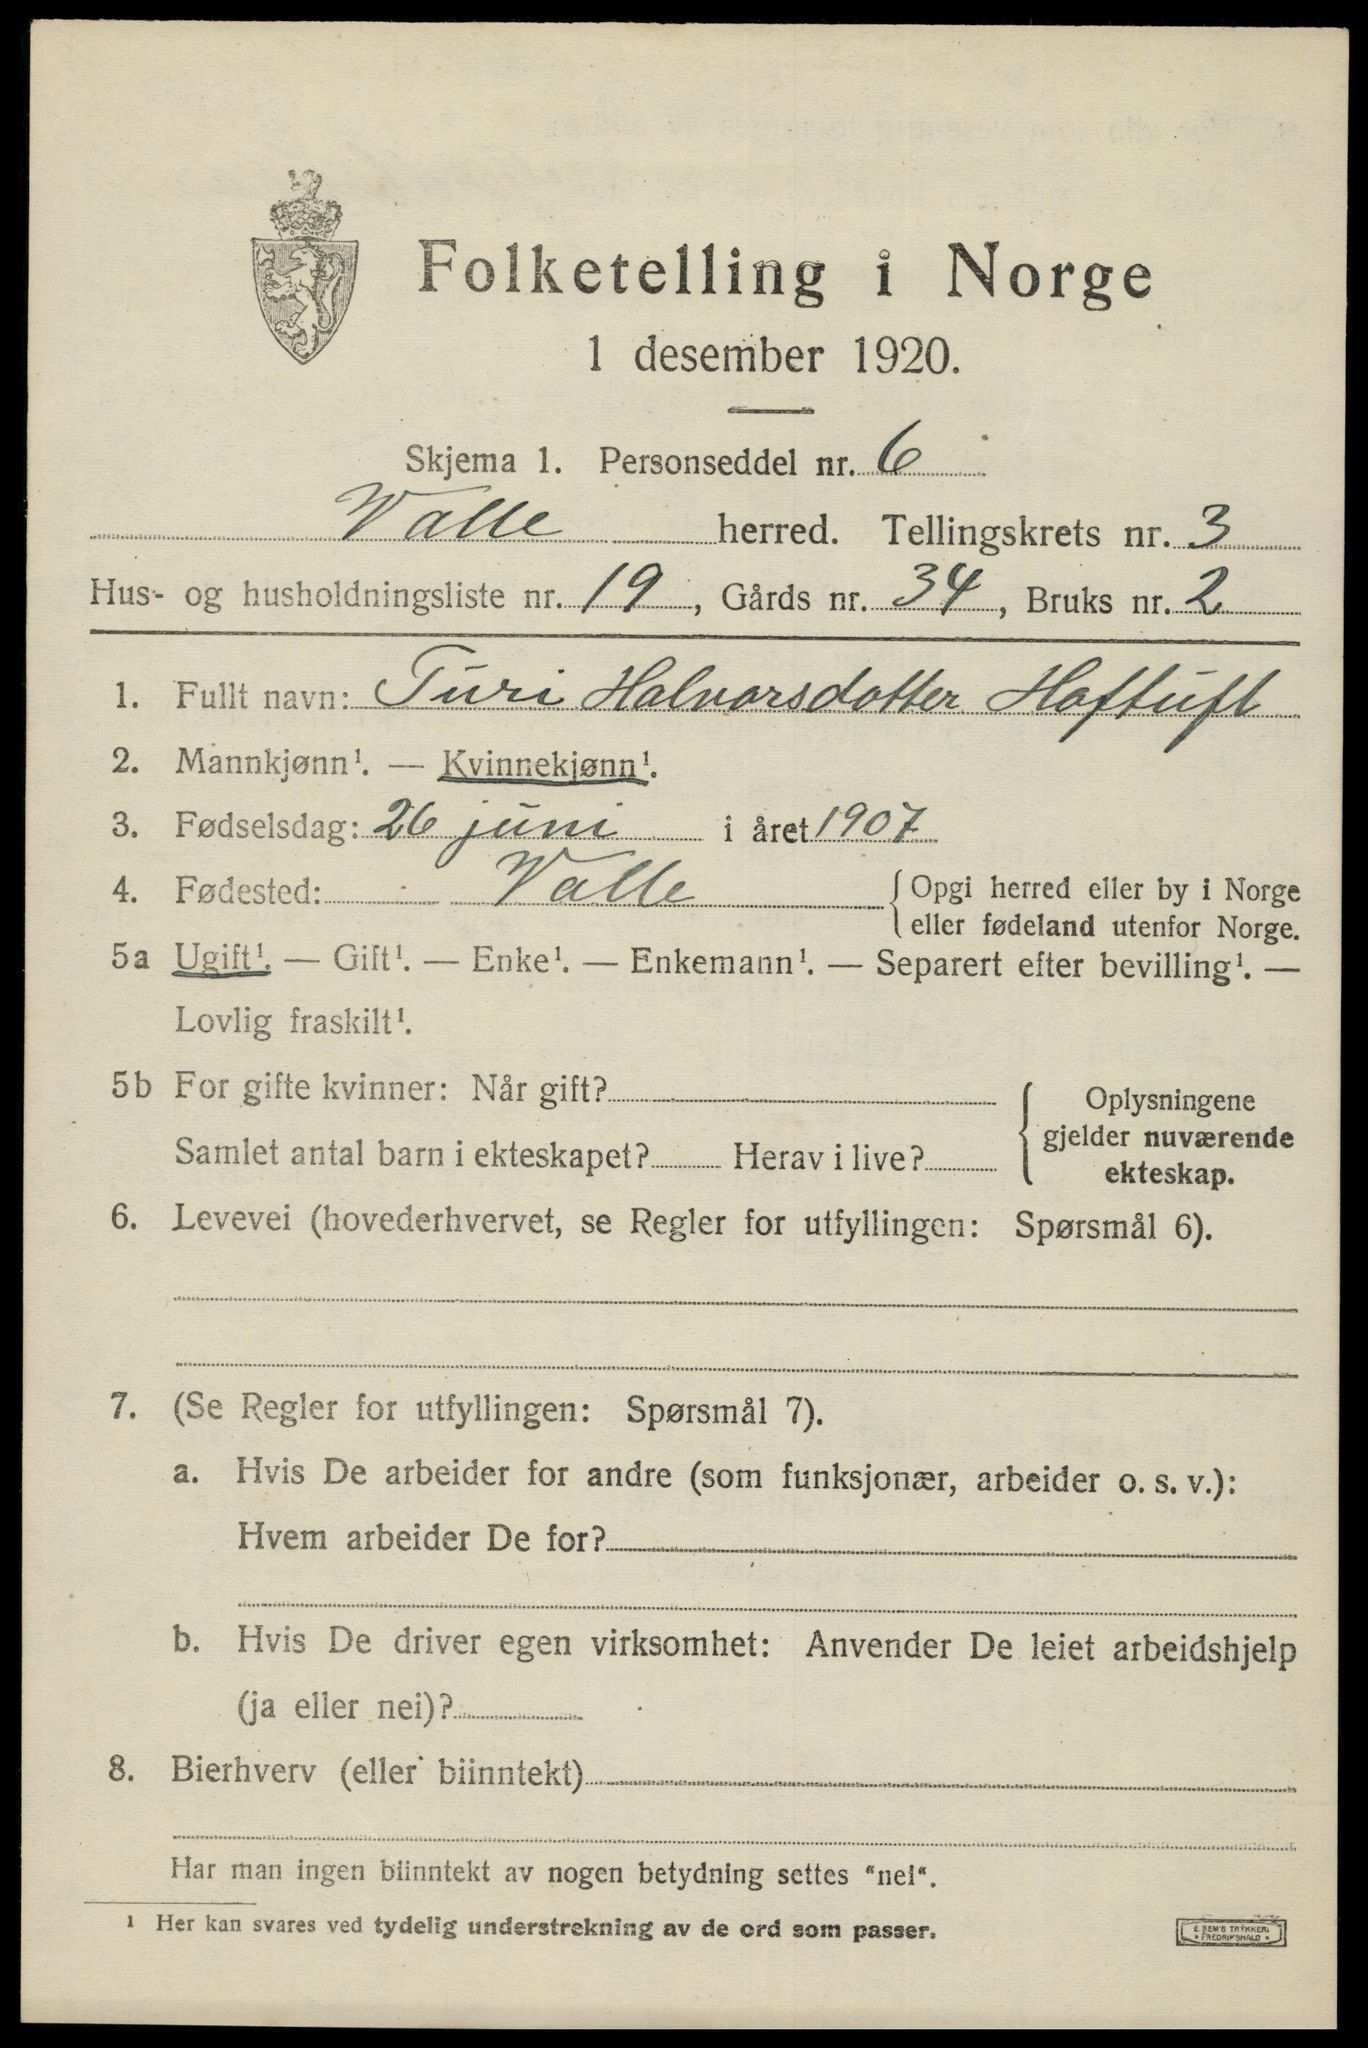 Folketelling i Norge
1 desember 1920.
Skjema 1. Personseddel nr. 6
Valle herred. Tellingskrets nr. 3
Hus- og husholdningsliste nr. 19, Gårds nr. 34, Bruks nr. 2
1. Fullt navn: Turi Halvorsdotter Haftuft
2. Mannkjønn¹. — Kvinnekjønn¹.
3. Fødselsdag: 26 juni i året 1907
4. Fødested: Valle {Opgi herred eller by i Norge
eller fødeland utenfor Norge.
5a Ugift¹. — Gift¹. — Enke¹. — Enkemann¹. — Separert efter bevilling¹. —
Lovlig fraskilt¹.
5b For gifte kvinner: Når gift?
Samlet antal barn i ekteskapet? Herav i live?
Oplysningene
gjelder nuværende
ekteskap.
6. Levevei (hovederhvervet, se Regler for utfyllingen: Spørsmål 6).
7. (Se Regler for utfyllingen: Spørsmål 7).
a. Hvis De arbeider for andre (som funksjonær, arbeider o. s. v.):
Hvem arbeider De for?
b. Hvis De driver egen virksomhet: Anvender De leiet arbeidshjelp
(ja eller nei)?
8. Bierhverv (eller biinntekt)
Har man ingen biinntekt av nogen betydning settes "nei".
¹ Her kan svares ved tydelig understrekning av de ord som passer.
E. SEM'S TRYKKERI
FREDRIKSHALD